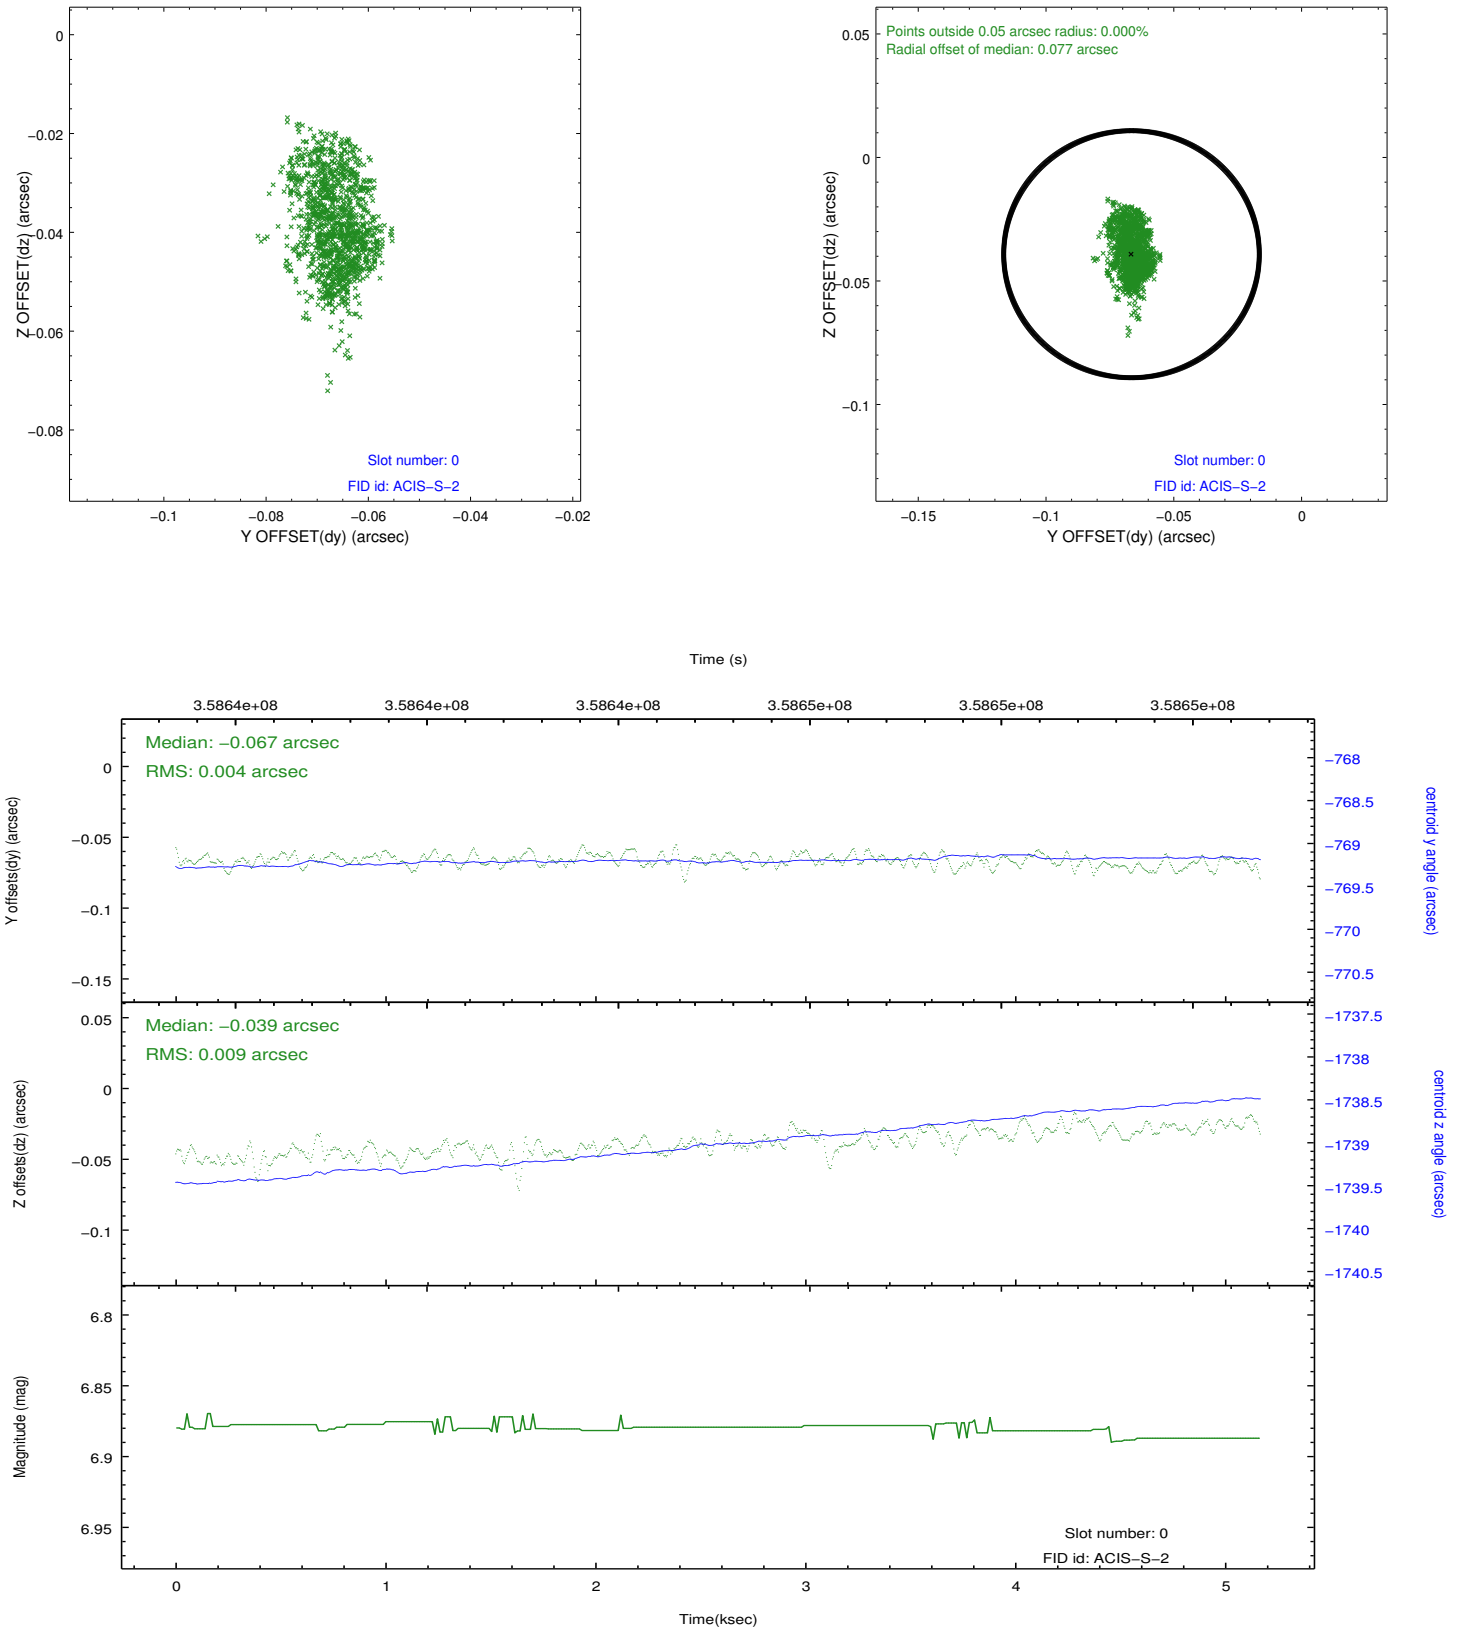 0
−0.02
−0.04
−0.06
−0.08
Z OFFSET(dz) (arcsec)
Slot number: 0
FID id: ACIS−S−2
−0.1
−0.08
−0.06
−0.04
−0.02
Y OFFSET(dy) (arcsec)
Points outside 0.05 arcsec radius: 0.000%
Radial offset of median: 0.077 arcsec
0.05
0
−0.05
−0.1
Z OFFSET(dz) (arcsec)
Slot number: 0
FID id: ACIS−S−2
−0.15
−0.1
−0.05
0
Y OFFSET(dy) (arcsec)
Time (s)
3.5864e+08
3.5864e+08
3.5864e+08
3.5865e+08
3.5865e+08
3.5865e+08
Median: −0.067 arcsec
RMS: 0.004 arcsec
0
−0.05
−0.1
−0.15
Y offsets(dy) (arcsec)
−768
−768.5
−769
−769.5
−770
−770.5
centroid y angle (arcsec)
Median: −0.039 arcsec
RMS: 0.009 arcsec
0.05
0
−0.05
−0.1
Z offsets(dz) (arcsec)
−1737.5
−1738
−1738.5
−1739
−1739.5
−1740
−1740.5
centroid z angle (arcsec)
6.8
6.85
6.9
6.95
Magnitude (mag)
Slot number: 0
FID id: ACIS−S−2
0
1
2
3
4
5
Time(ksec)